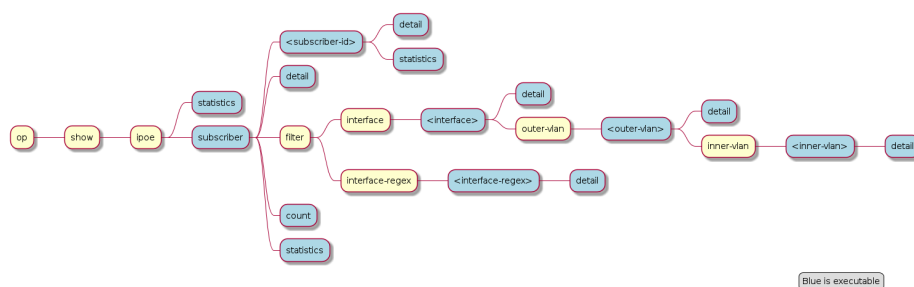 op
show
ipoe
statistics
subscriber
<subscriber-id>
detail
statistics
detail
filter
interface
<interface>
detail
outer-vlan
<outer-vlan>
detail
inner-vlan
<inner-vlan>
detail
interface-regex
<interface-regex>
detail
count
statistics
Blue is executable